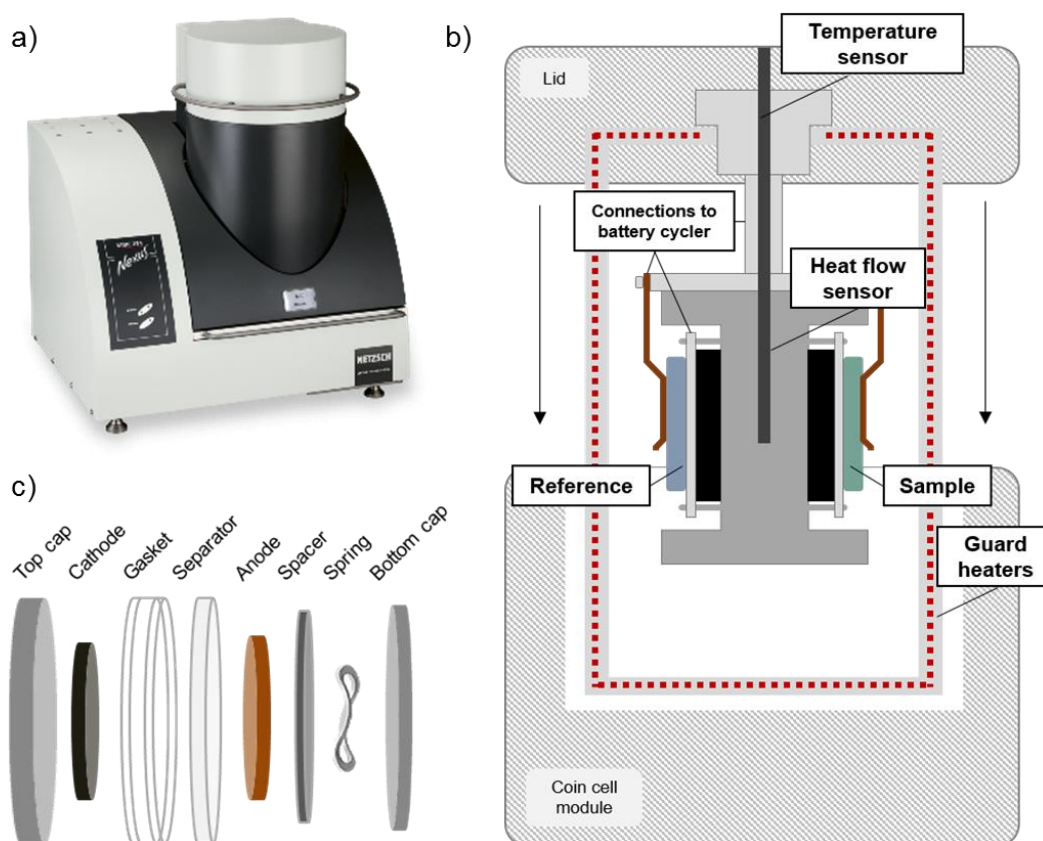 a)
Nexus
NETZSCH
b)
Temperature
sensor
Lid
Connections to
battery cycler
Heat flow
sensor
Reference
Sample
Guard
heaters
Coin cell
module
c)
Top cap
Cathode
Gasket
Separator
Anode
Spacer
Spring
Bottom cap